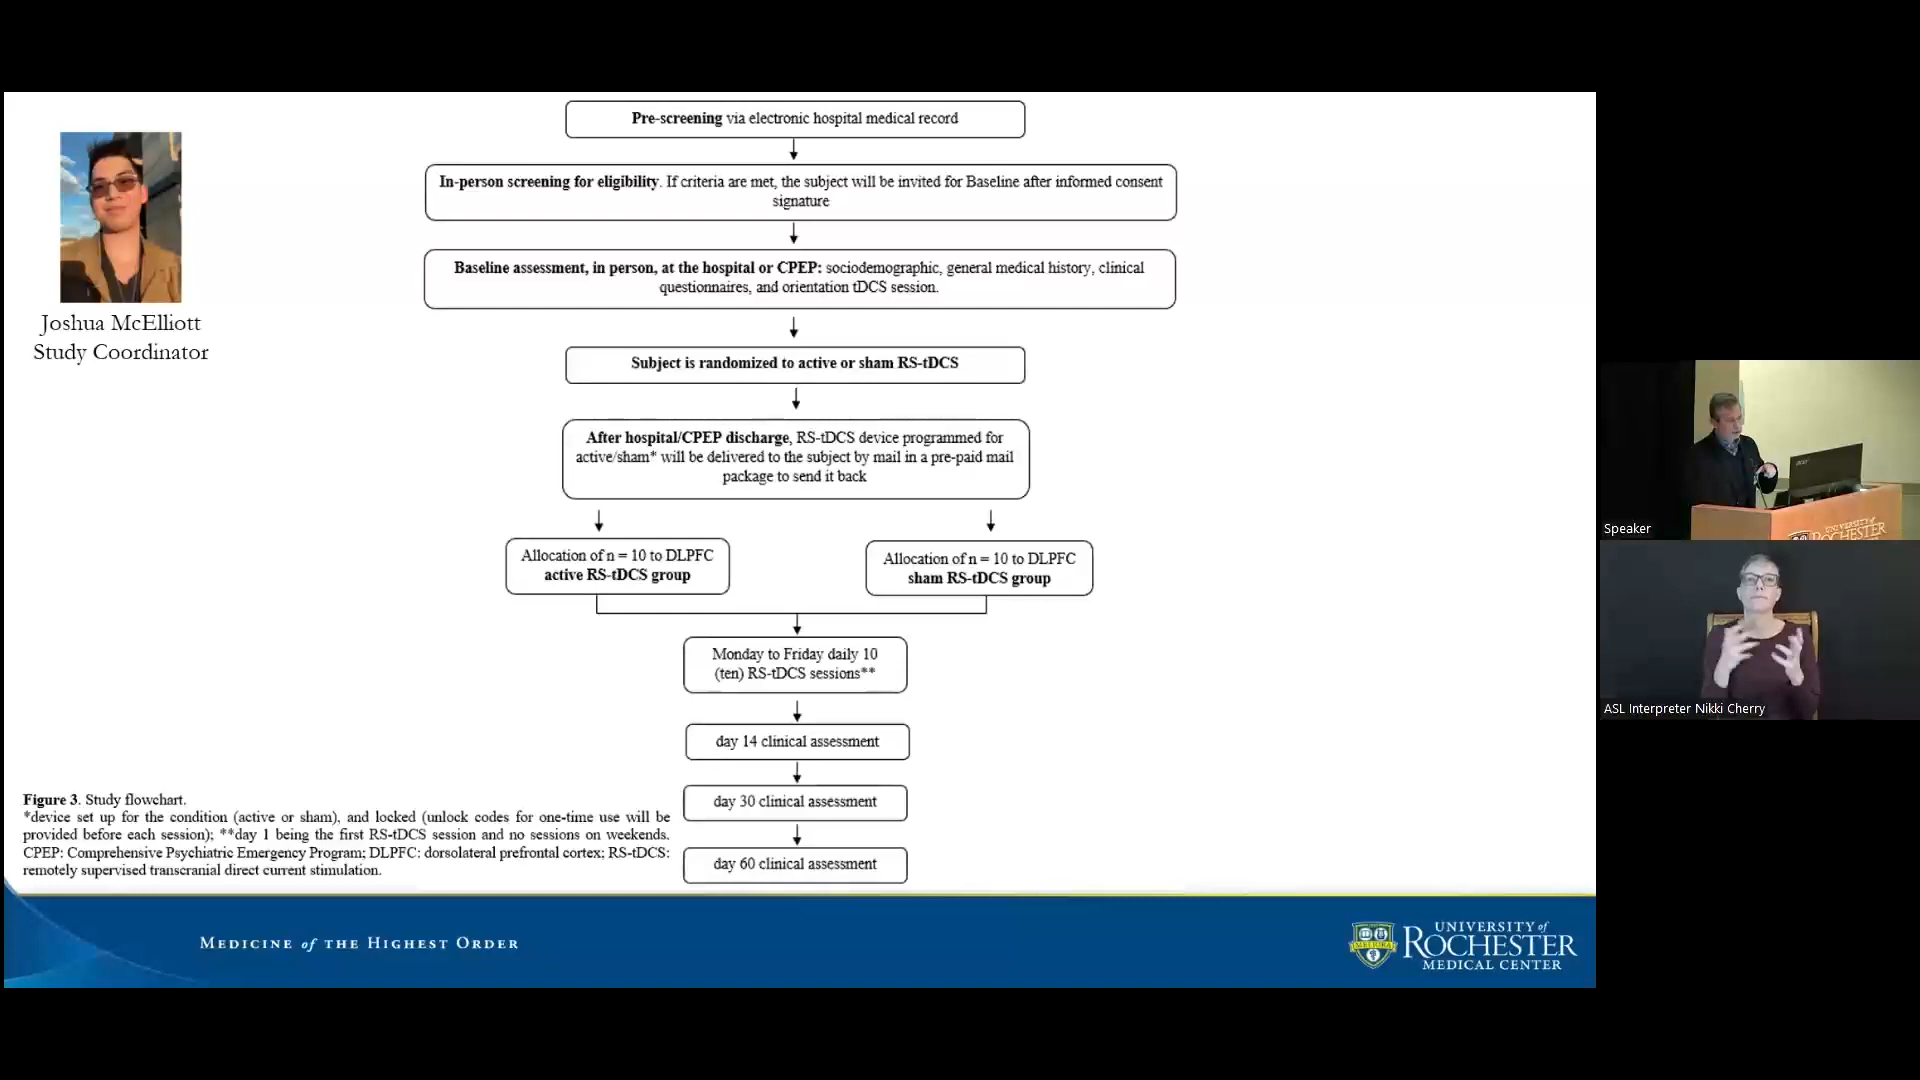 Pre-screening via electronic hospital medical record
In-person screening for eligibility. If criteria are met, the subject will be invited for Baseline after informed consent
signature
Baseline assessment, in person, at the hospital or CPEP: sociodemographic, general medical history, clinical
questionnaires, and orientation tDCS session.
Joshua McElliott
Study Coordinator
Subject is randomized to active or sham RS-tDCS
After hospital/CPEP discharge, RS-tDCS device programmed for
active/sham* will be delivered to the subject by mail in a pre-paid mail
package to send it back
Allocation of n = 10 to DLPFC
active RS-tDCS group
Allocation of n = 10 to DLPFC
sham RS-tDCS group
Monday to Friday daily 10
(ten) RS-tDCS sessions**
day 14 clinical assessment
day 30 clinical assessment
day 60 clinical assessment
Figure 3. Study flowchart.
*device set up for the condition (active or sham), and locked (unlock codes for one-time use will be
provided before each session); **day 1 being the first RS-tDCS session and no sessions on weekends.
CPEP: Comprehensive Psychiatric Emergency Program; DLPFC: dorsolateral prefrontal cortex; RS-tDCS:
remotely supervised transcranial direct current stimulation.
MEDICINE of THE HIGHEST ORDER
UNIVERSITY of
ROCHESTER
MEDICAL CENTER
UNIVERSITY of
ROCHESTER
Speaker
ASL Interpreter Nikki Cherry